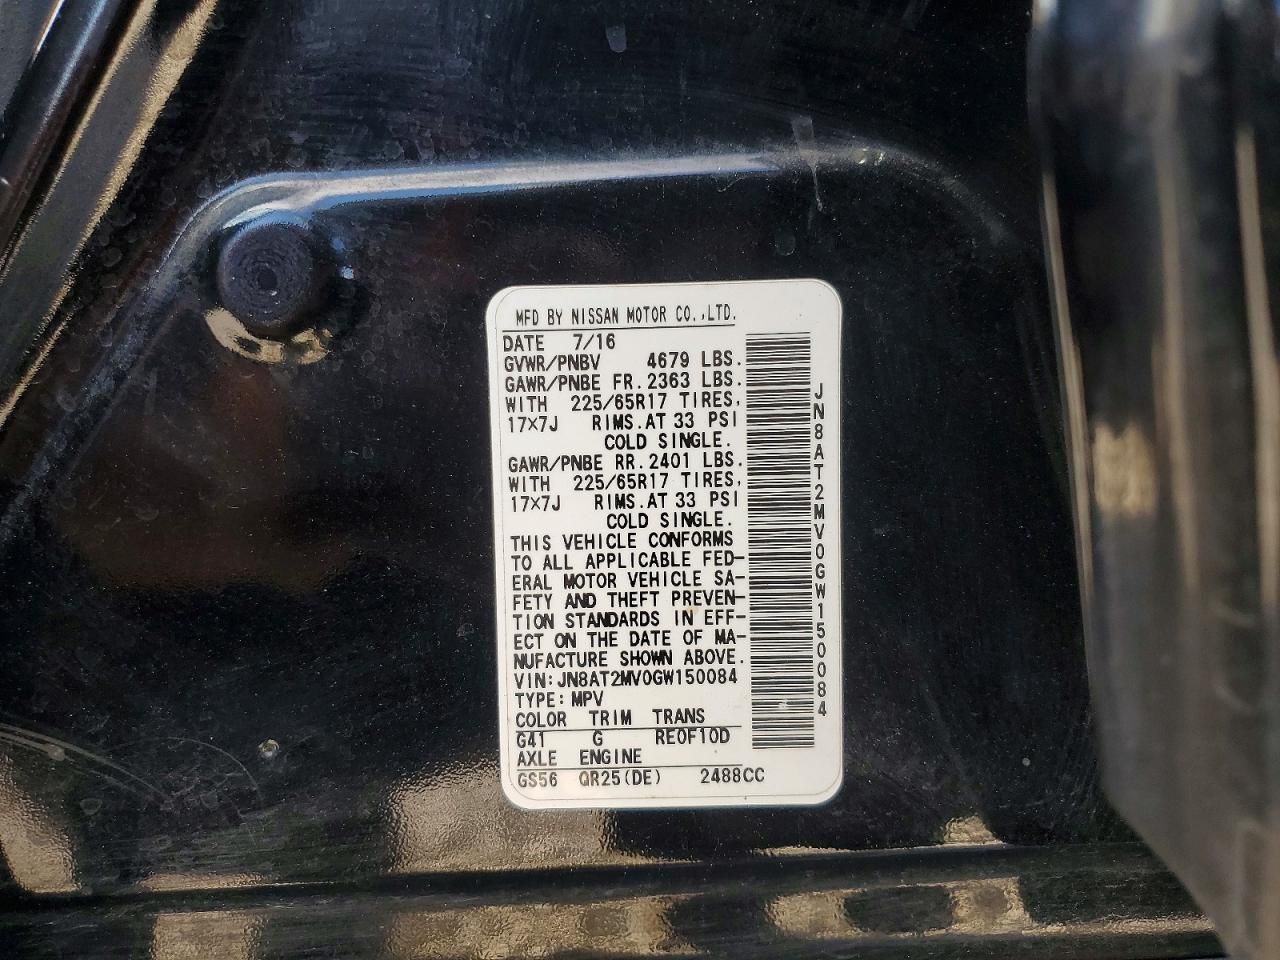 MFD BY NISSAN MOTOR CO.,LTD.
DATE 7/16
GVWR/PNBV 4679 LBS.
GAWR/PNBE FR. 2363 LBS.
WITH 225/65R17 TIRES,
17×7J RIMS. AT 33 PSI
COLD SINGLE.
GAWR/PNBE RR. 2401 LBS.
WITH 225/65R17 TIRES,
17×7J RIMS. AT 33 PSI
COLD SINGLE.
THIS VEHICLE CONFORMS
TO ALL APPLICABLE FED-
ERAL MOTOR VEHICLE SA-
FETY AND THEFT PREVEN-
TION STANDARDS IN EFF-
ECT ON THE DATE OF MA-
NUFACTURE SHOWN ABOVE.
VIN: JN8AT2MV0GW150084
TYPE: MPV
COLOR TRIM TRANS
G41 G RE0F10D
AXLE ENGINE
GS56 QR25(DE) 2488CC
JN8AT2MV0GW150084